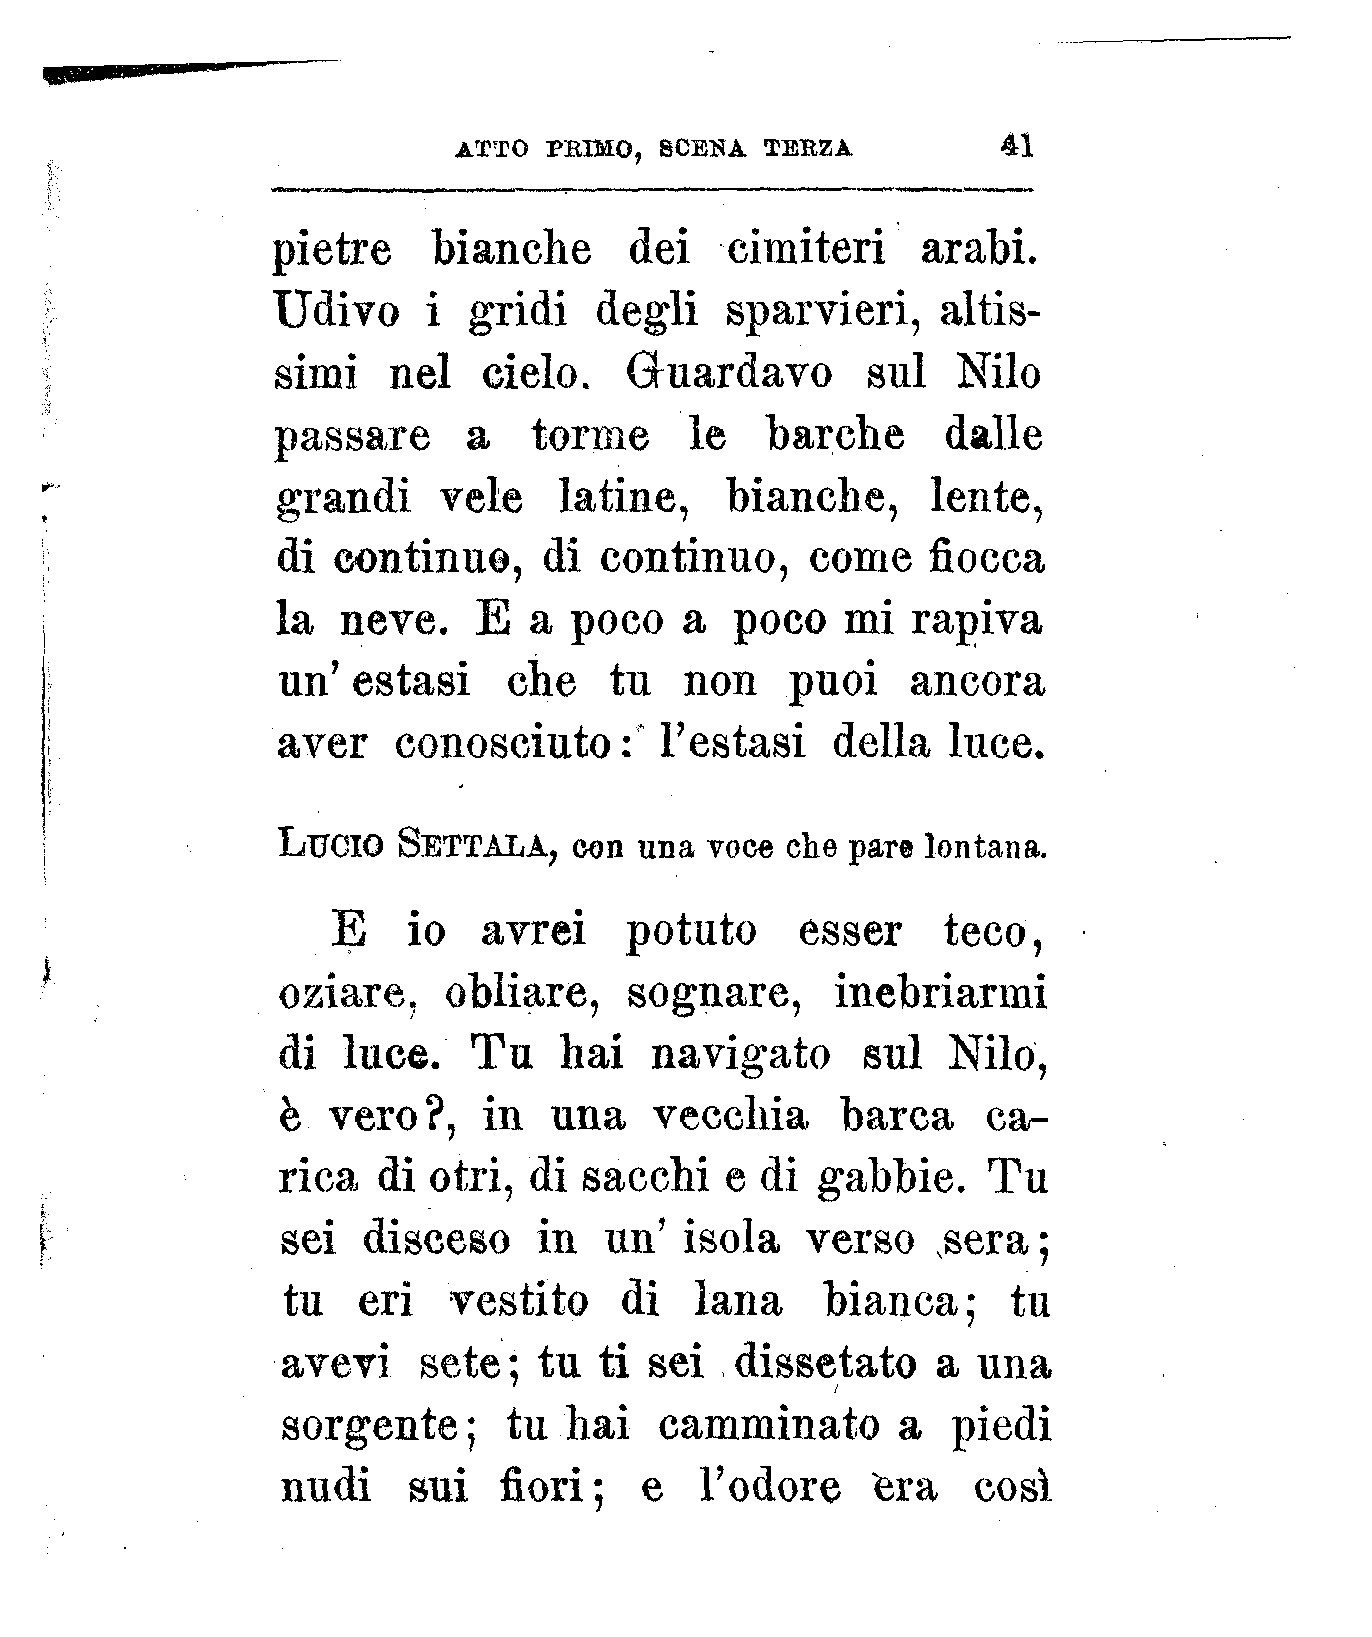 ATTO PRIMO, SCENA TERZA 41
pietre bianche dei cimiteri arabi.
Udivo i gridi degli sparvieri, altis-
simi nel cielo. Guardavo sul Nilo
passare a torme le barche dalle
grandi vele latine, bianche, lente,
di continuo, di continuo, come fiocca
la neve. E a poco a poco mi rapiva
un' estasi che tu non puoi ancora
aver conosciuto: l'estasi della luce.
LUCIO SETTALA, con una voce che pare lontana.
E io avrei potuto esser teco,
oziare, obliare, sognare, inebriarmi
di luce. Tu hai navigato sul Nilo,
è vero?, in una vecchia barca ca-
rica di otri, di sacchi e di gabbie. Tu
sei disceso in un' isola verso sera;
tu eri vestito di lana bianca; tu
avevi sete; tu ti sei dissetato a una
sorgente; tu hai camminato a piedi
nudi sui fiori; e l'odore era così